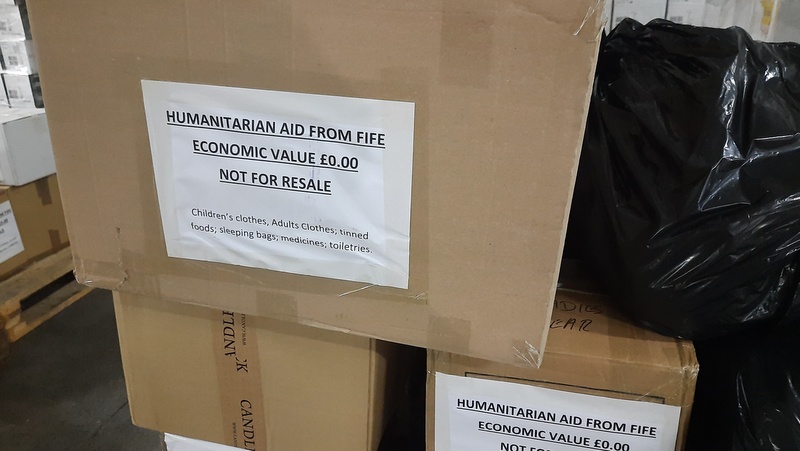 HUMANITARIAN AID FROM FIFE
ECONOMIC VALUE £0.00
NOT FOR RESALE
Children's clothes, Adults Clothes; tinned
foods; sleeping bags; medicines; toiletries.
HUMANITARIAN AID FROM FIFE
ECONOMIC VALUE £0.00
NOT